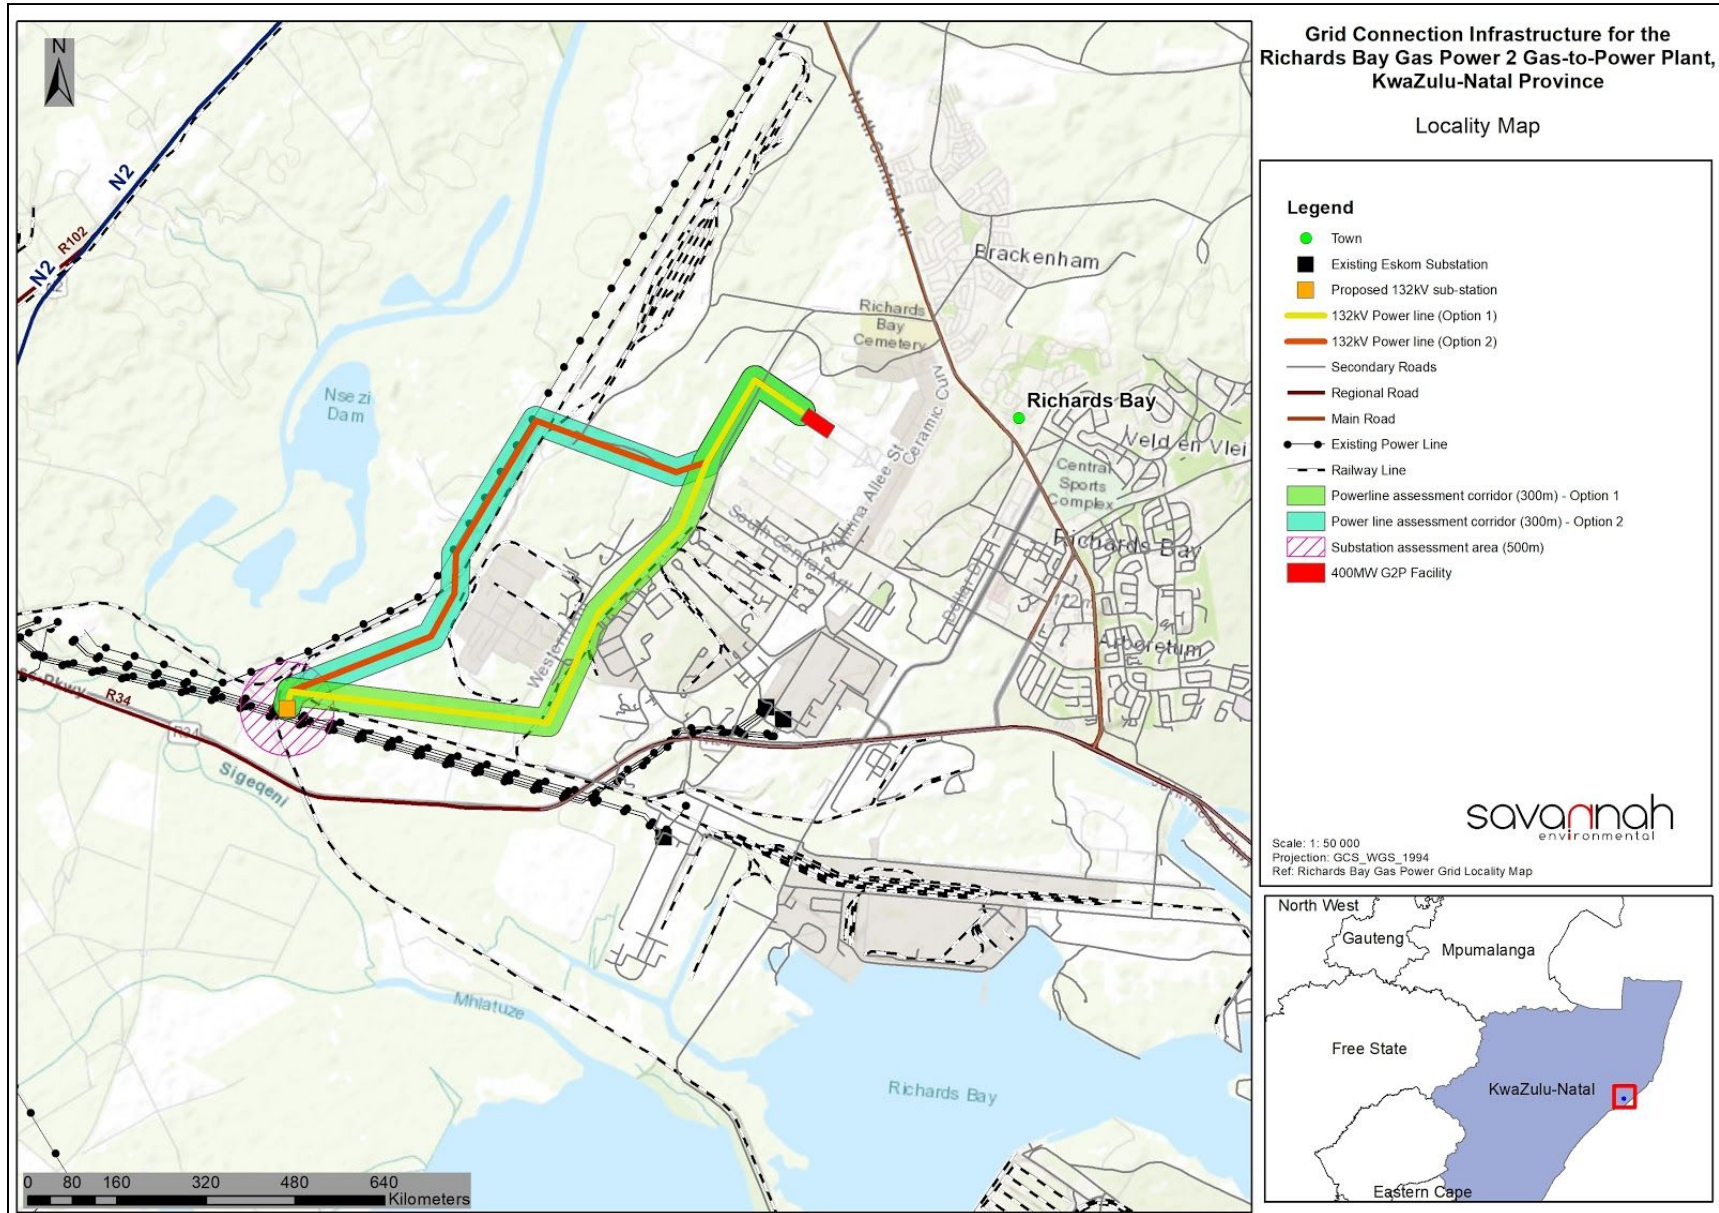 Grid Connection Infrastructure for the
Richards Bay Gas Power 2 Gas-to-Power Plant,
KwaZulu-Natal Province
Locality Map
Legend
Town
Existing Eskom Substation
Proposed 132kV sub-station
132kV Power line (Option 1)
132kV Power line (Option 2)
Secondary Roads
Regional Road
Main Road
Existing Power Line
Railway Line
Powerline assessment corridor (300m) - Option 1
Power line assessment corridor (300m) - Option 2
Substation assessment area (500m)
400MW G2P Facility
savannah
environmental
Scale: 1: 50 000
Projection: GCS_WGS_1994
Ref: Richards Bay Gas Power Grid Locality Map
North West
Gauteng
Mpumalanga
Free State
KwaZulu-Natal
Eastern Cape
N
N2
R102
N2
North Central Arti
Brackenham
Richards
Bay
Cemetery
Nsezi
Dam
Richards Bay
Ceramic Curv
Veld en Vlei
Central
Sports
Complex
Alumina Allee St
South Central Arti
Richards Bay
Arboretum
Western
R34
R34
Sigeqeni
Mhlatuze
Richards Bay
0 80 160 320 480 640
Kilometers